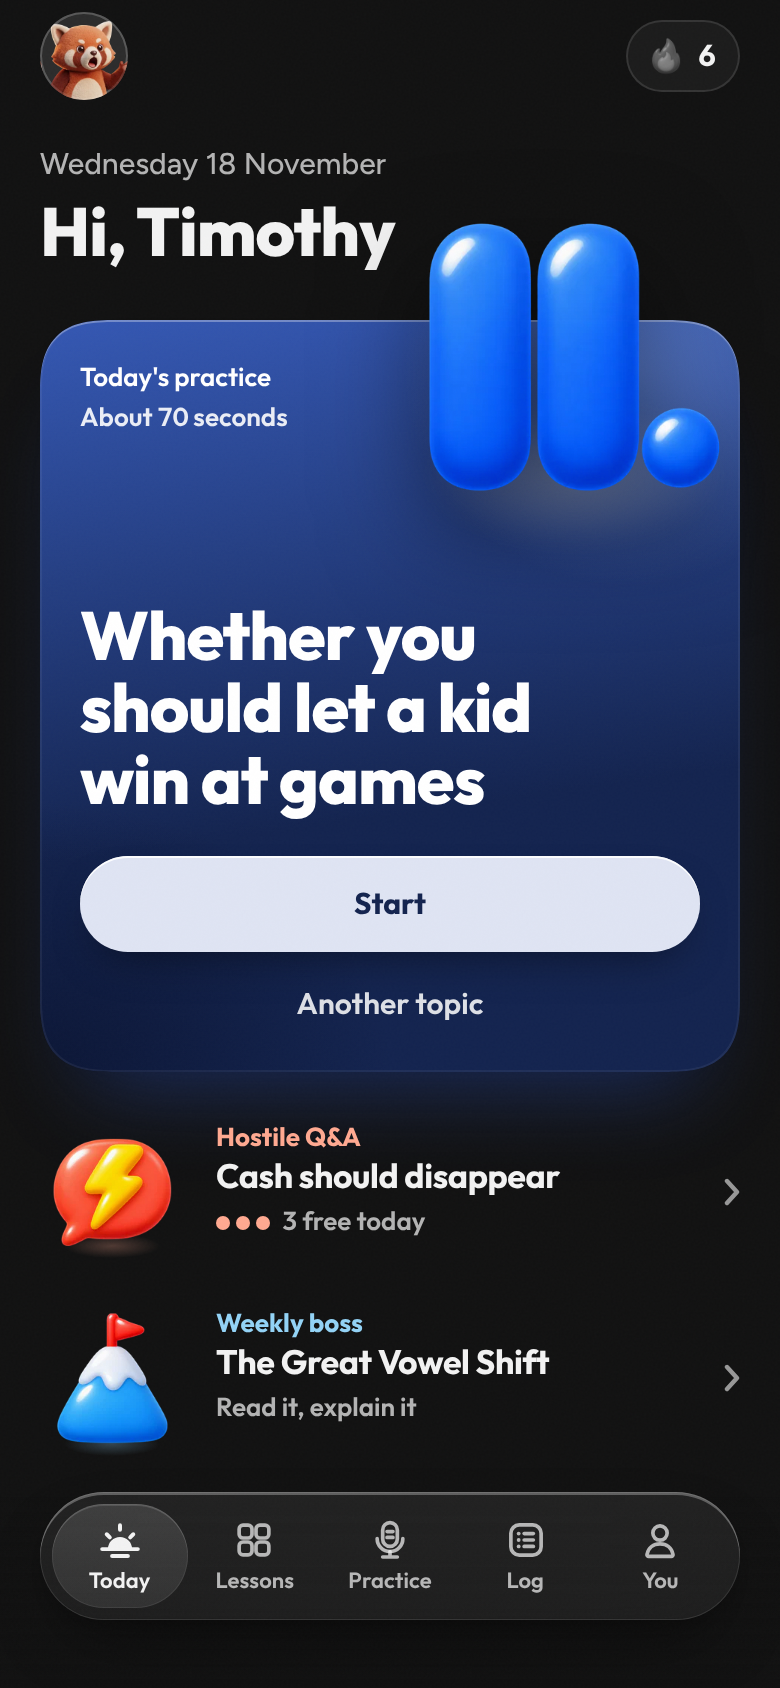 6
Wednesday 18 November
Hi, Timothy
Today's practice
About 70 seconds
Whether you
should let a kid
win at games
Start
Another topic
Hostile Q&A
Cash should disappear
3 free today
Weekly boss
The Great Vowel Shift
Read it, explain it
Today
Lessons
Practice
Log
You